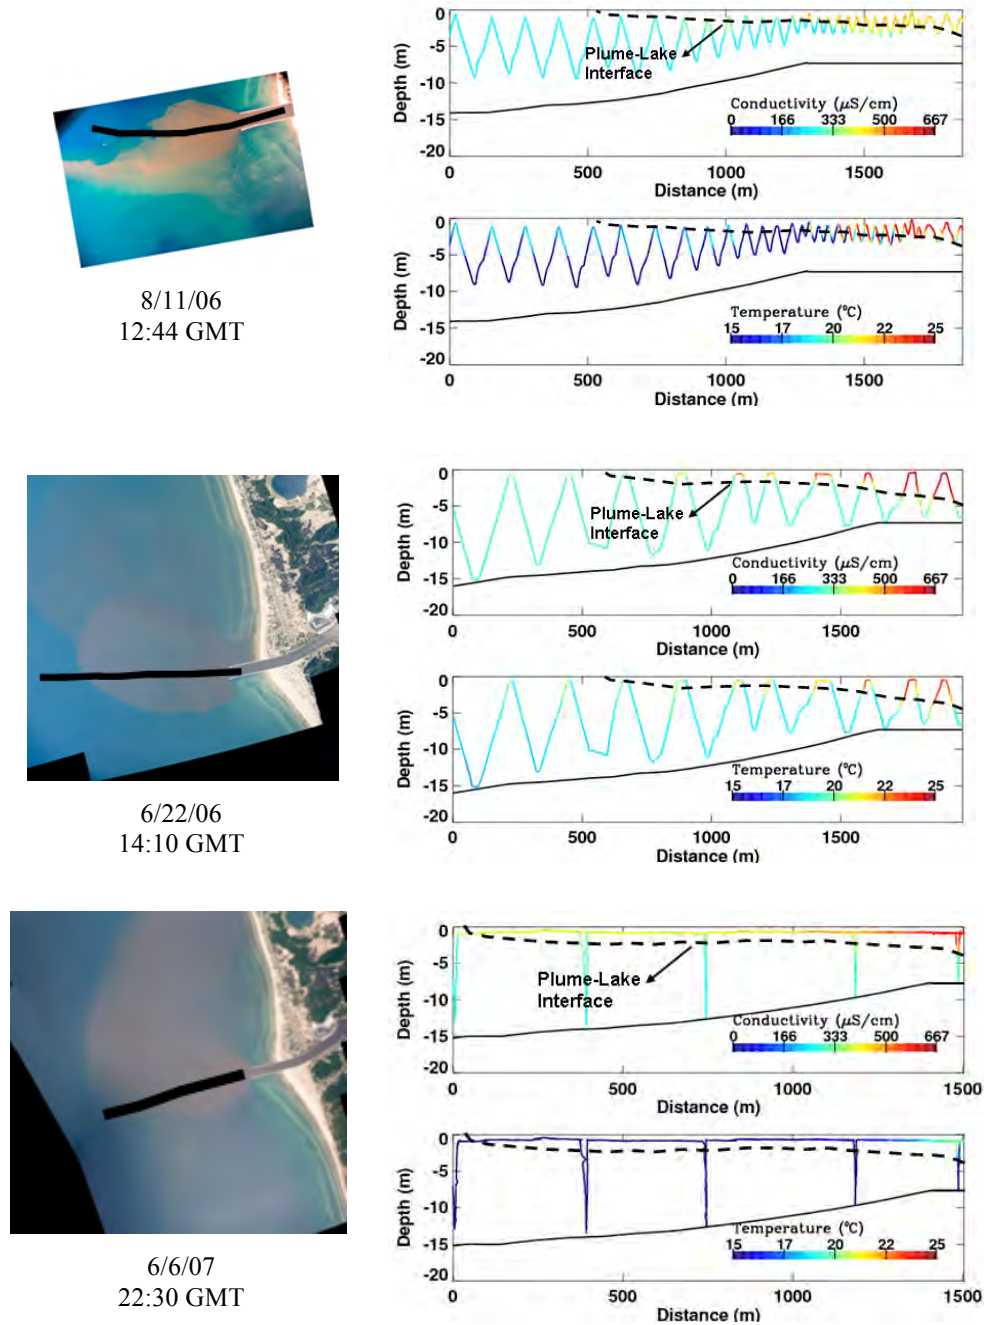 0
-5
-10
-15
-20
Depth (m)
Plume-Lake
Interface
Conductivity (μS/cm)
0 166 333 500 667
0 500 1000 1500
Distance (m)
0
-5
-10
-15
-20
Depth (m)
Temperature (°C)
15 17 20 22 25
0 500 1000 1500
Distance (m)
8/11/06
12:44 GMT
0
-5
-10
-15
-20
Depth (m)
Plume-Lake
Interface
Conductivity (μS/cm)
0 166 333 500 667
0 500 1000 1500
Distance (m)
0
-5
-10
-15
-20
Depth (m)
Temperature (°C)
15 17 20 22 25
0 500 1000 1500
Distance (m)
6/22/06
14:10 GMT
0
-5
-10
-15
-20
Depth (m)
Plume-Lake
Interface
Conductivity (μS/cm)
0 166 333 500 667
0 500 1000 1500
Distance (m)
0
-5
-10
-15
-20
Depth (m)
Temperature (°C)
15 17 20 22 25
0 500 1000 1500
Distance (m)
6/6/07
22:30 GMT